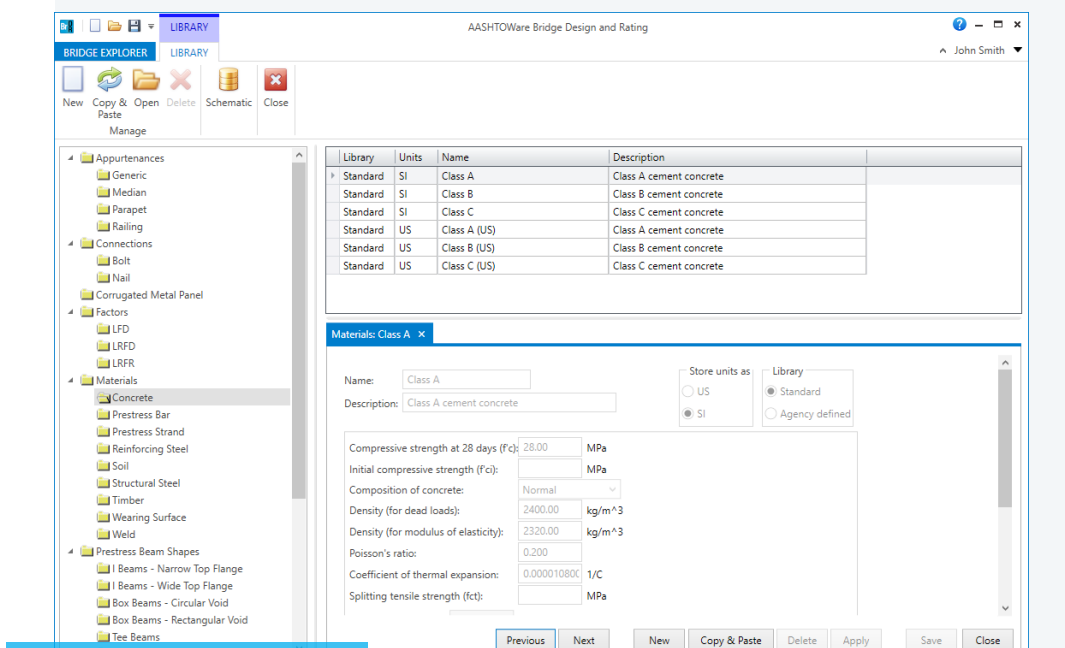 Br LIBRARY AASHTOWare Bridge Design and Rating
BRIDGE EXPLORER LIBRARY John Smith
New Copy & Paste Open Delete Schematic Close
Manage
Appurtenances
Generic
Median
Parapet
Railing
Connections
Bolt
Nail
Corrugated Metal Panel
Factors
LFD
LRFD
LRFR
Materials
Concrete
Prestress Bar
Prestress Strand
Reinforcing Steel
Soil
Structural Steel
Timber
Wearing Surface
Weld
Prestress Beam Shapes
I Beams - Narrow Top Flange
I Beams - Wide Top Flange
Box Beams - Circular Void
Box Beams - Rectangular Void
Tee Beams
Library Units Name Description
Standard SI Class A Class A cement concrete
Standard SI Class B Class B cement concrete
Standard SI Class C Class C cement concrete
Standard US Class A (US) Class A cement concrete
Standard US Class B (US) Class B cement concrete
Standard US Class C (US) Class C cement concrete
Materials: Class A ×
Name: Class A
Description: Class A cement concrete
Store units as
US
SI
Library
Standard
Agency defined
Compressive strength at 28 days (f'c): 28.00 MPa
Initial compressive strength (f'ci): MPa
Composition of concrete: Normal
Density (for dead loads): 2400.00 kg/m^3
Density (for modulus of elasticity): 2320.00 kg/m^3
Poisson's ratio: 0.200
Coefficient of thermal expansion: 0.000010800 1/C
Splitting tensile strength (fct): MPa
Previous Next New Copy & Paste Delete Apply Save Close